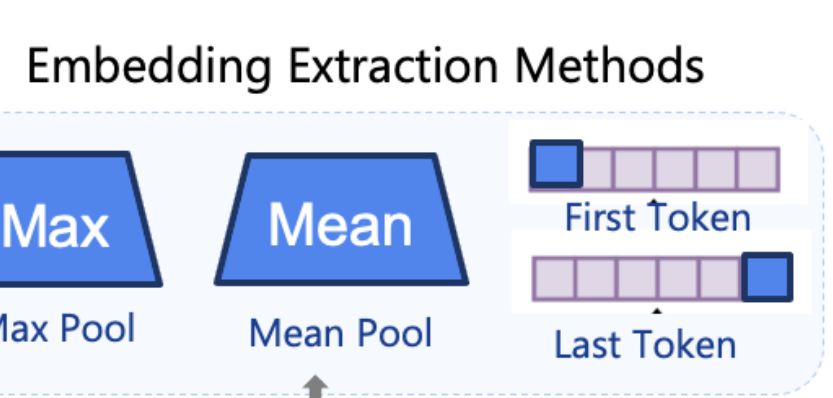 Embedding Extraction Methods
Max
Mean
First Token
Max Pool
Mean Pool
Last Token